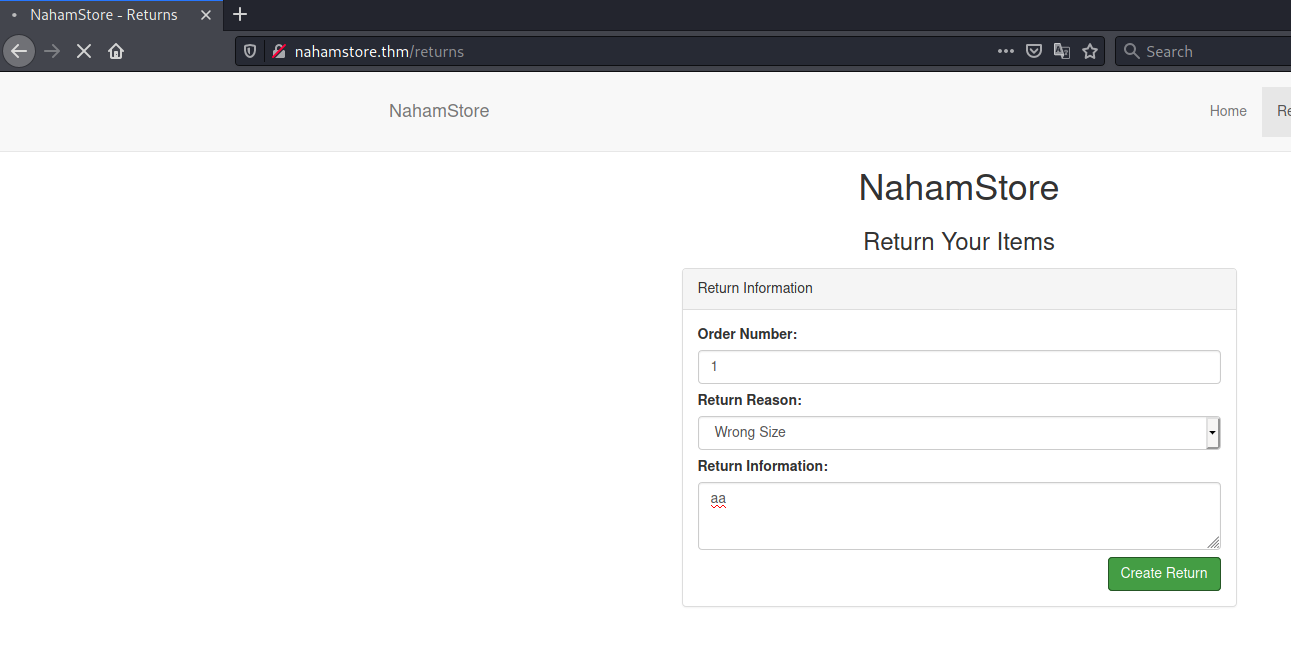 NahamStore - Returns
nahamstore.thm/returns
Search
NahamStore
Home
Re
NahamStore
Return Your Items
Return Information
Order Number:
1
Return Reason:
Wrong Size
Return Information:
aa
Create Return